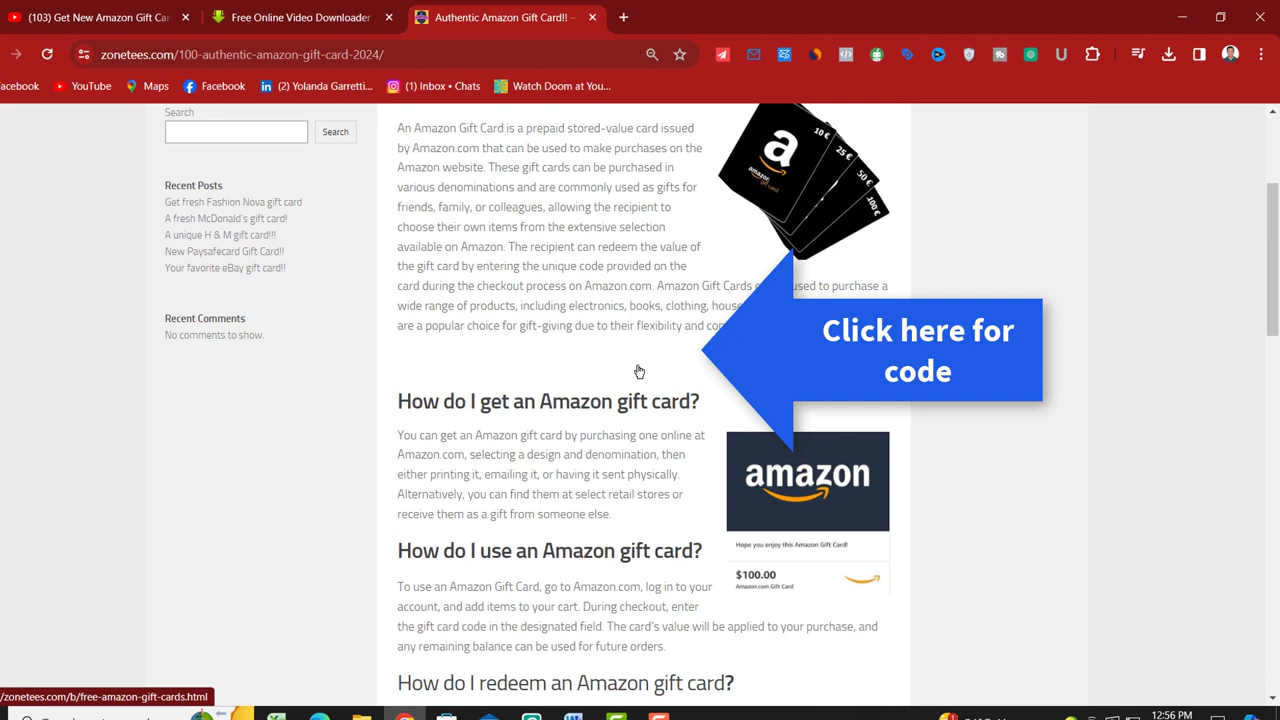 (103) Get New Amazon Gift Ca
Free Online Video Downloader
Authentic Amazon Gift Card!! –
zonetees.com/100-authentic-amazon-gift-card-2024/
acebook
YouTube
Maps
Facebook
(2) Yolanda Garretti...
(1) Inbox • Chats
Watch Doom at You...
Search
Search
Recent Posts
Get fresh Fashion Nova gift card
A fresh McDonald's gift card!
A unique H & M gift card!!!
New Paysafecard Gift Card!!
Your favorite eBay gift card!!
Recent Comments
No comments to show.
An Amazon Gift Card is a prepaid stored-value card issued
by Amazon.com that can be used to make purchases on the
Amazon website. These gift cards can be purchased in
various denominations and are commonly used as gifts for
friends, family, or colleagues, allowing the recipient to
choose their own items from the extensive selection
available on Amazon. The recipient can redeem the value of
the gift card by entering the unique code provided on the
card during the checkout process on Amazon.com. Amazon Gift Cards used to purchase a
wide range of products, including electronics, books, clothing,
are a popular choice for gift-giving due to their flexibility and
a
amazon
gift card
10 €
25 €
50 €
100 €
Click here for
code
How do I get an Amazon gift card?
You can get an Amazon gift card by purchasing one online at
Amazon.com, selecting a design and denomination, then
either printing it, emailing it, or having it sent physically.
Alternatively, you can find them at select retail stores or
receive them as a gift from someone else.
amazon
Hope you enjoy this Amazon Gift Card!
$100.00
Amazon.com Gift Card
How do I use an Amazon gift card?
To use an Amazon Gift Card, go to Amazon.com, log in to your
account, and add items to your cart. During checkout, enter
the gift card code in the designated field. The card's value will be applied to your purchase, and
any remaining balance can be used for future orders.
How do I redeem an Amazon gift card?
/zonetees.com/b/free-amazon-gift-cards.html
12:56 PM